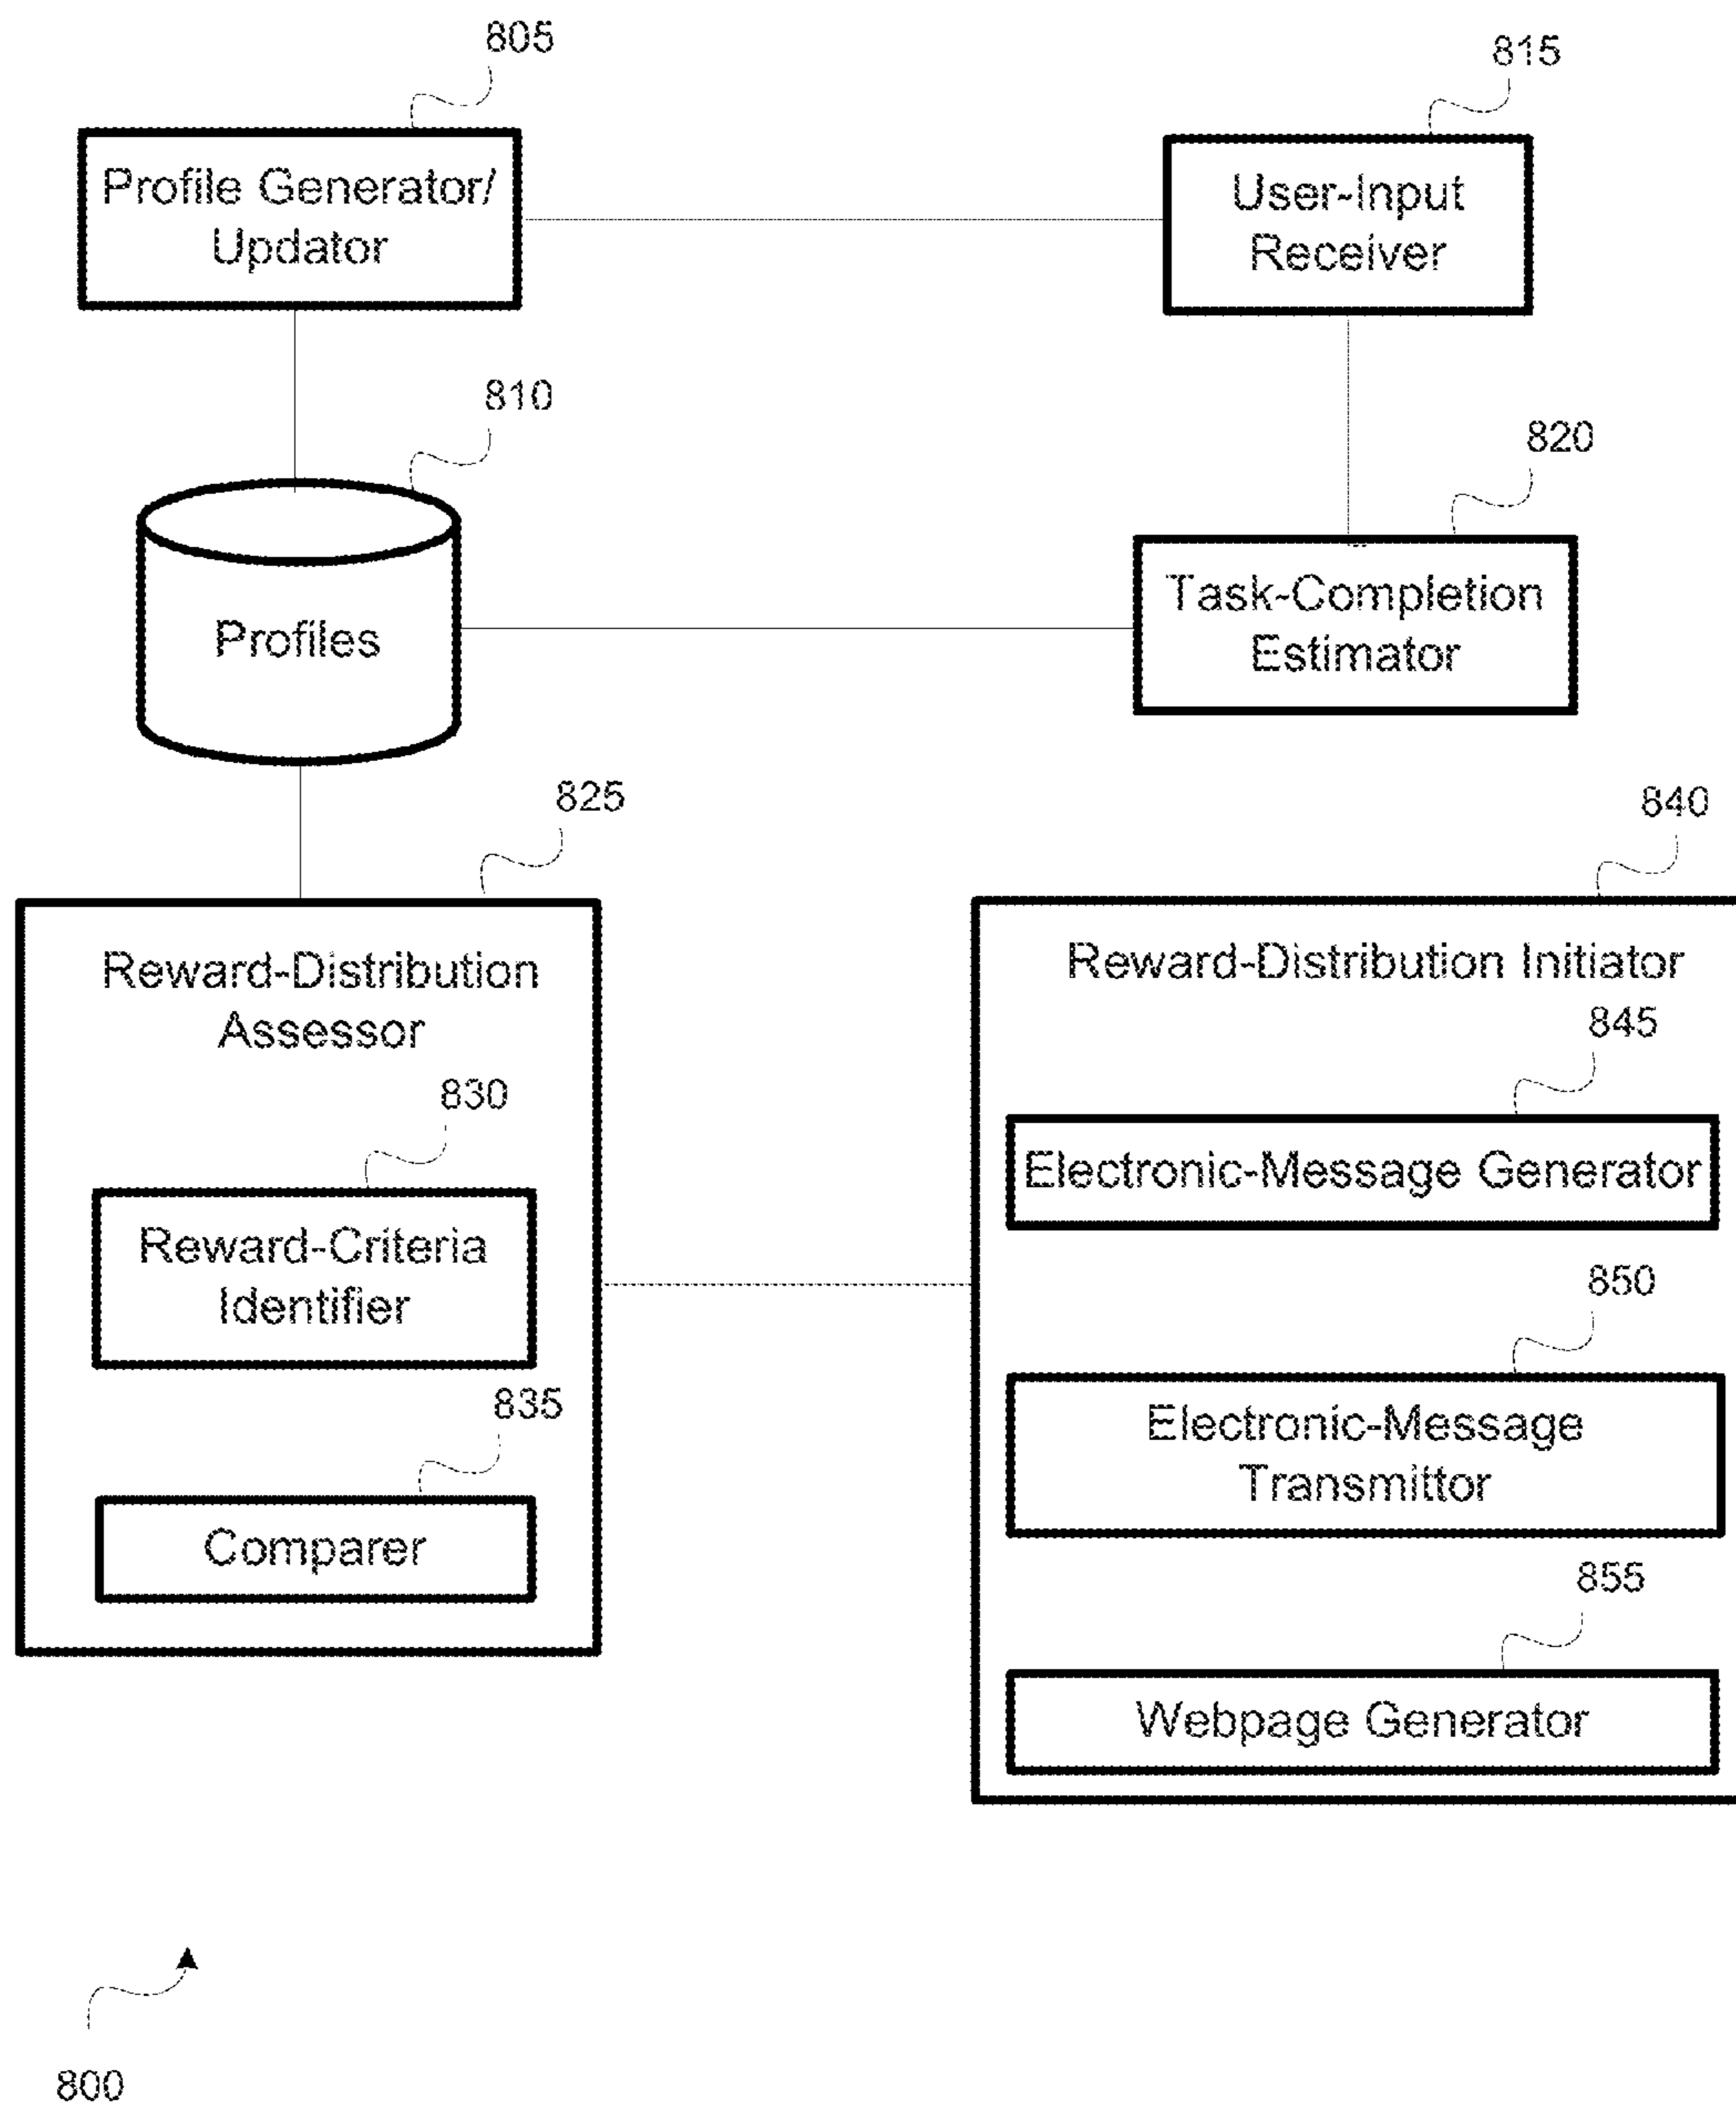 805
815
Profile Generator/
Updator
User-Input
Receiver
810
820
Profiles
Task-Completion
Estimator
825
840
Reward-Distribution
Assessor
Reward-Distribution Initiator
845
830
Electronic-Message Generator
Reward-Criteria
Identifier
850
835
Electronic-Message
Transmittor
Comparer
855
Webpage Generator
800